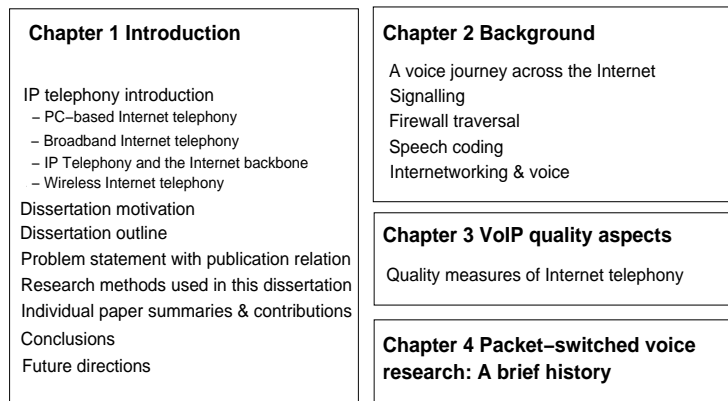 Chapter 1 Introduction
IP telephony introduction
– PC–based Internet telephony
– Broadband Internet telephony
– IP Telephony and the Internet backbone
– Wireless Internet telephony
Dissertation motivation
Dissertation outline
Problem statement with publication relation
Research methods used in this dissertation
Individual paper summaries & contributions
Conclusions
Future directions
Chapter 2 Background
A voice journey across the Internet
Signalling
Firewall traversal
Speech coding
Internetworking & voice
Chapter 3 VoIP quality aspects
Quality measures of Internet telephony
Chapter 4 Packet–switched voice
research: A brief history